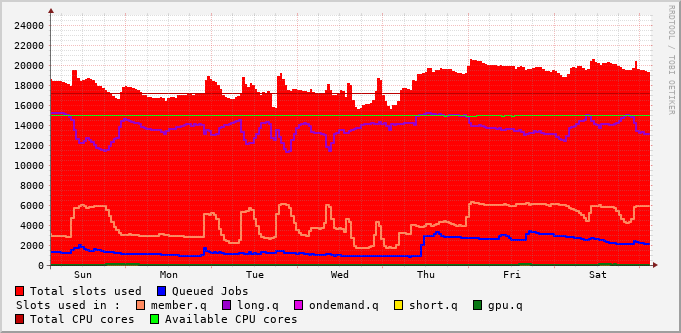 24000
22000
20000
18000
16000
14000
12000
10000
8000
6000
4000
2000
0
Sun Mon Tue Wed Thu Fri Sat
RRDTOOL / TOBI OETIKER
Total slots used Queued Jobs
Slots used in : member.q long.q ondemand.q short.q gpu.q
Total CPU cores Available CPU cores